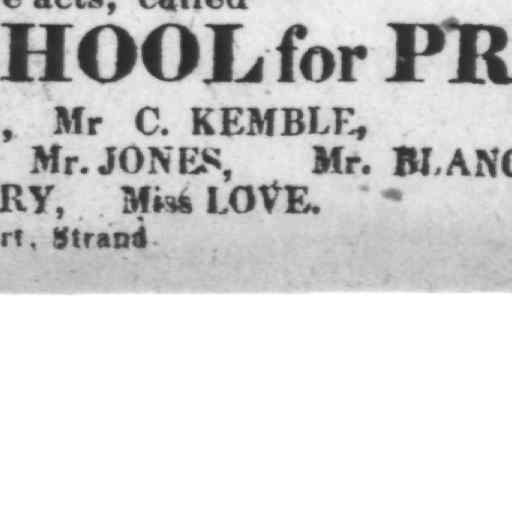 e acts, called
HOOL for PR
, Mr C. KEMBLE,
Mr. JONES, Mr. BLANC
RY, Miss LOVE.
rt, Strand.